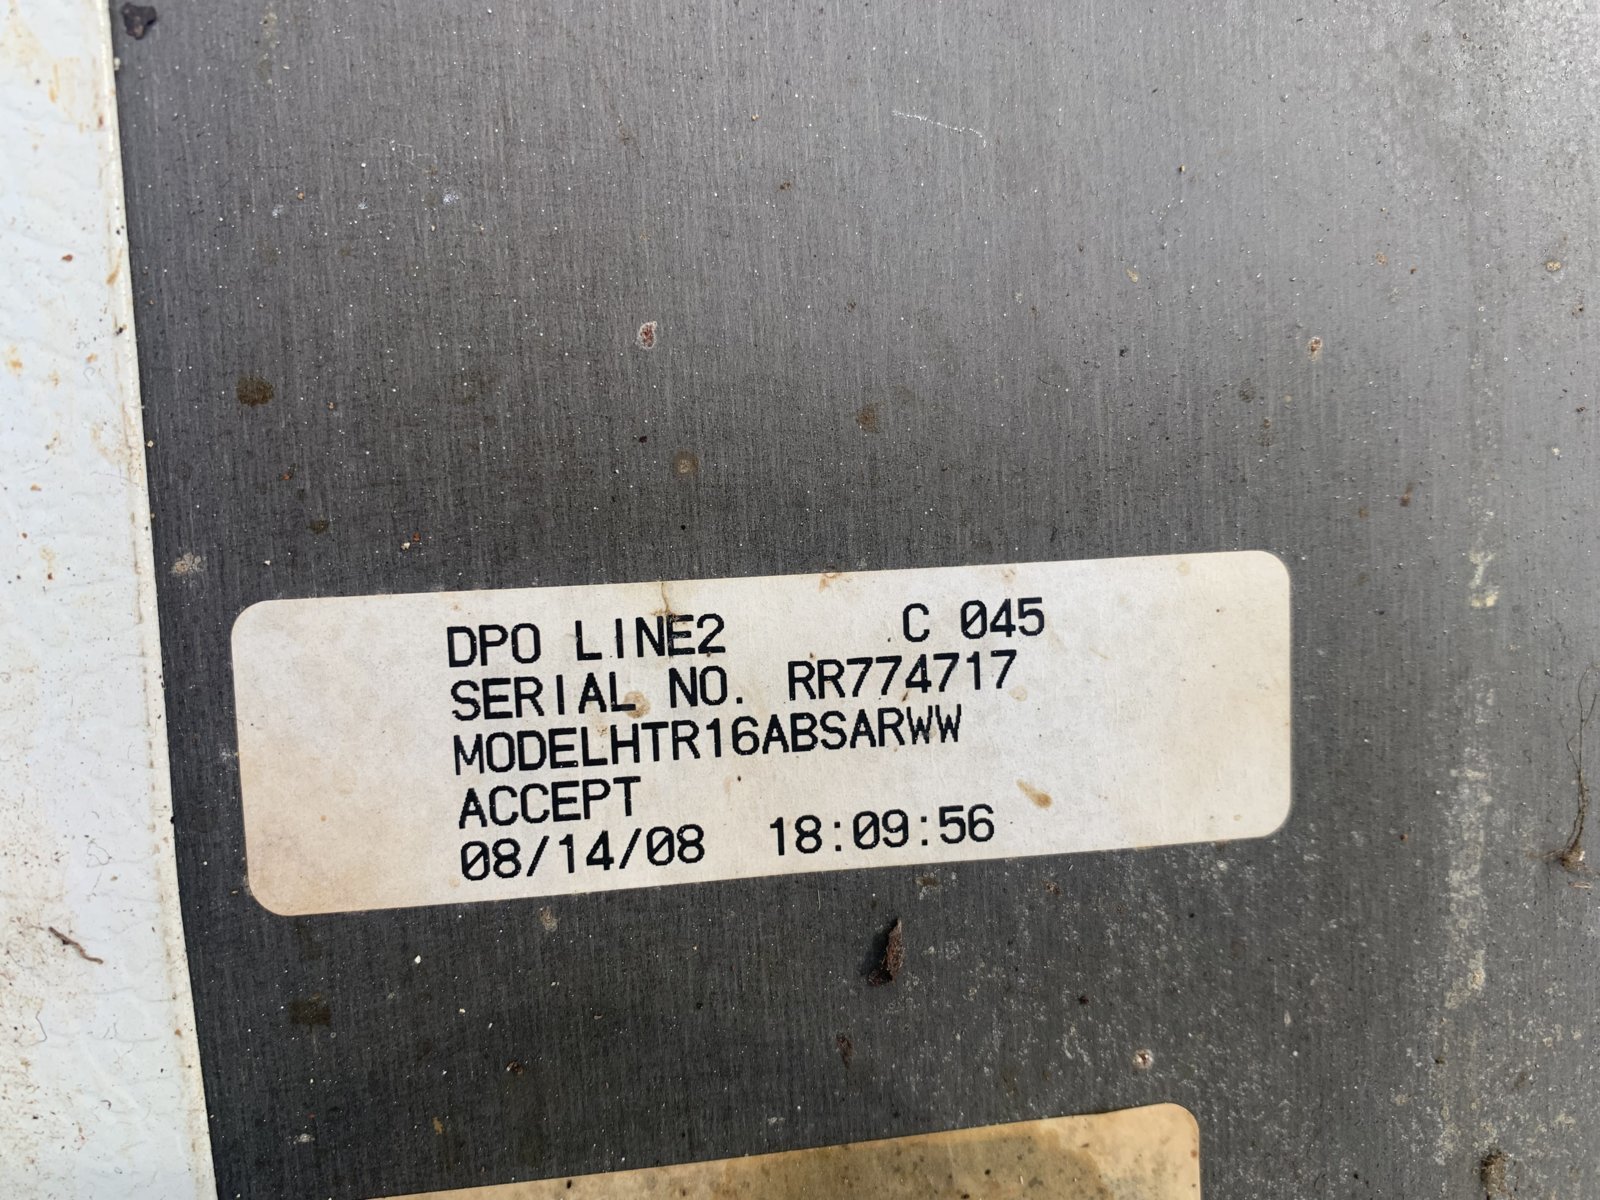 DPO LINE2 C 045
SERIAL NO. RR774717
MODELHTR16ABSARWW
ACCEPT
08/14/08 18:09:56